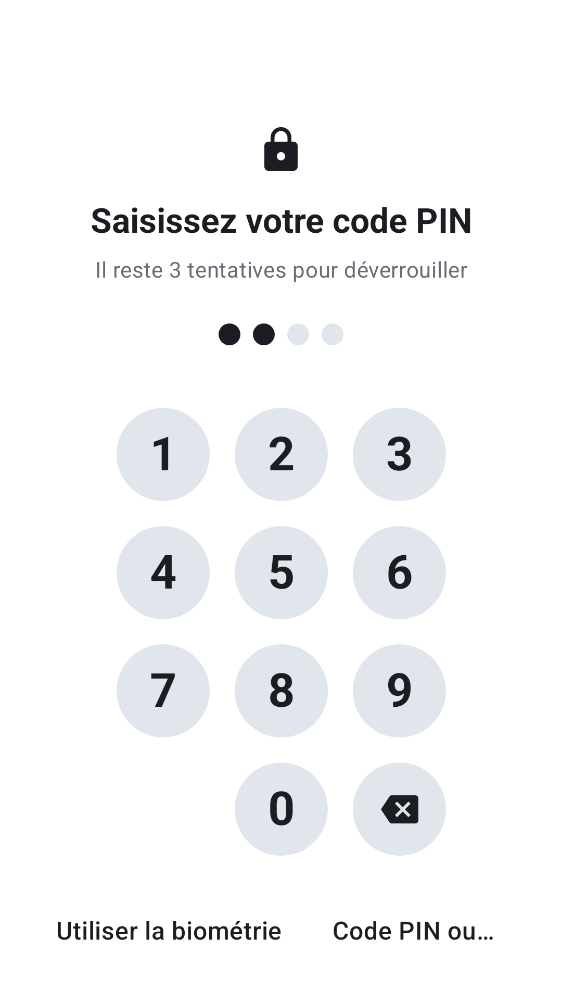 Saisissez votre code PIN
Il reste 3 tentatives pour déverrouiller
1 2 3
4 5 6
7 8 9
0
Utiliser la biométrie Code PIN ou…